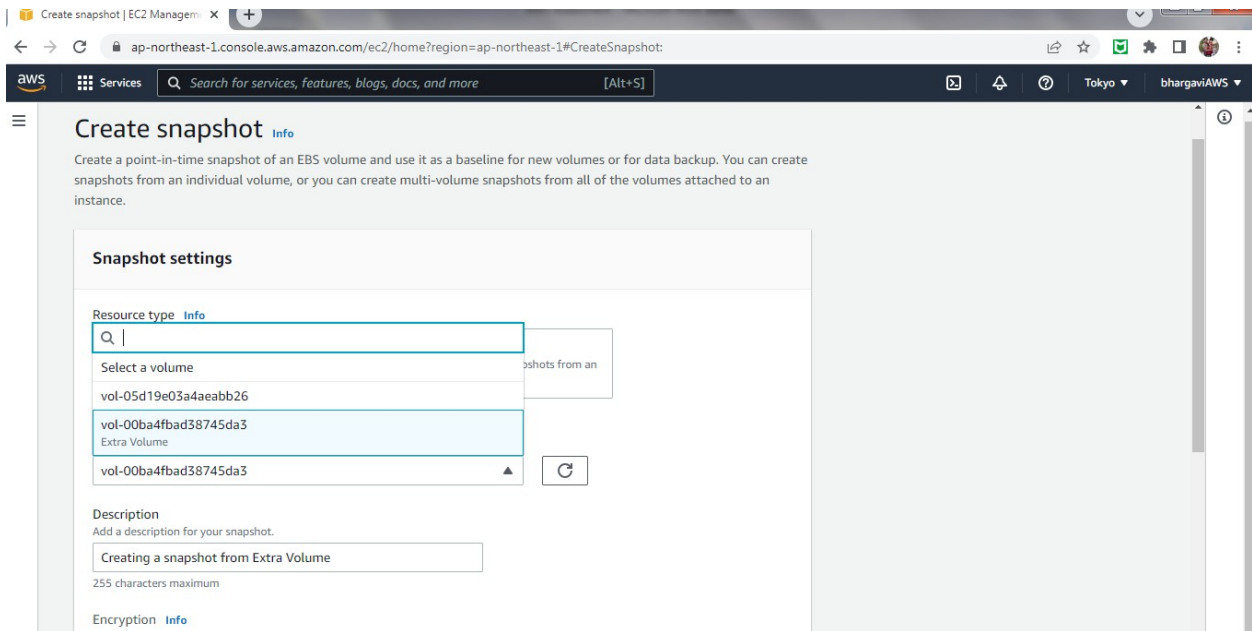 Create snapshot | EC2 Managem
ap-northeast-1.console.aws.amazon.com/ec2/home?region=ap-northeast-1#CreateSnapshot:
aws Services Search for services, features, blogs, docs, and more [Alt+S] Tokyo bhargaviAWS
Create snapshot Info
Create a point-in-time snapshot of an EBS volume and use it as a baseline for new volumes or for data backup. You can create
snapshots from an individual volume, or you can create multi-volume snapshots from all of the volumes attached to an
instance.
Snapshot settings
Resource type Info
Select a volume
pshots from an
vol-05d19e03a4aeabb26
vol-00ba4fbad38745da3
Extra Volume
vol-00ba4fbad38745da3
Description
Add a description for your snapshot.
Creating a snapshot from Extra Volume
255 characters maximum
Encryption Info